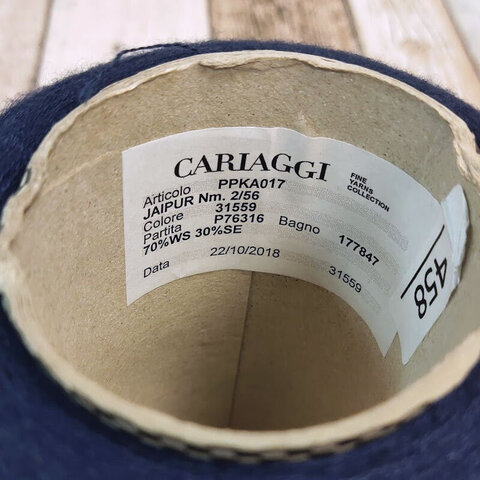 CARIAGGI
FINE
YARNS
COLLECTION
Articolo PPKA017
JAIPUR Nm. 2/56
Colore 31559
Partita P76316 Bagno 177847
70%WS 30%SE
Data 22/10/2018 31559
458